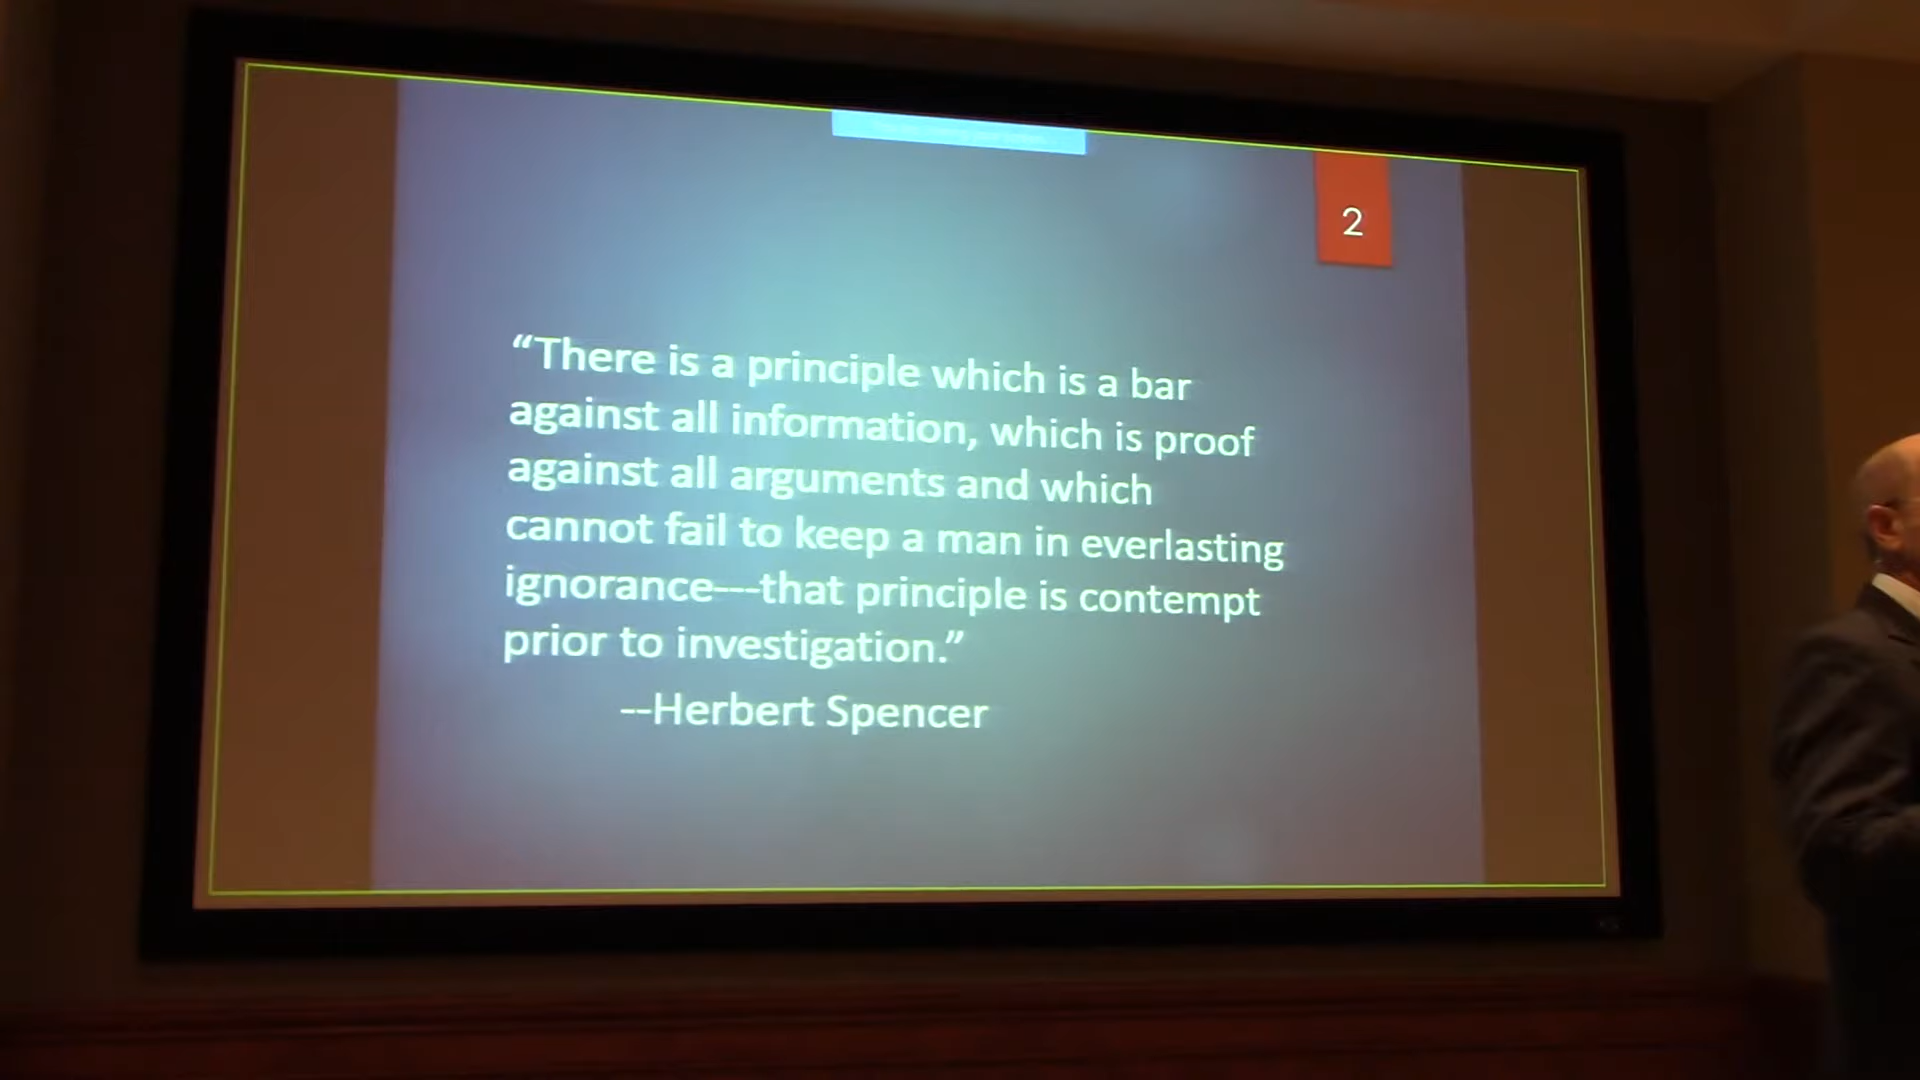 2
“There is a principle which is a bar
against all information, which is proof
against all arguments and which
cannot fail to keep a man in everlasting
ignorance---that principle is contempt
prior to investigation.”
--Herbert Spencer